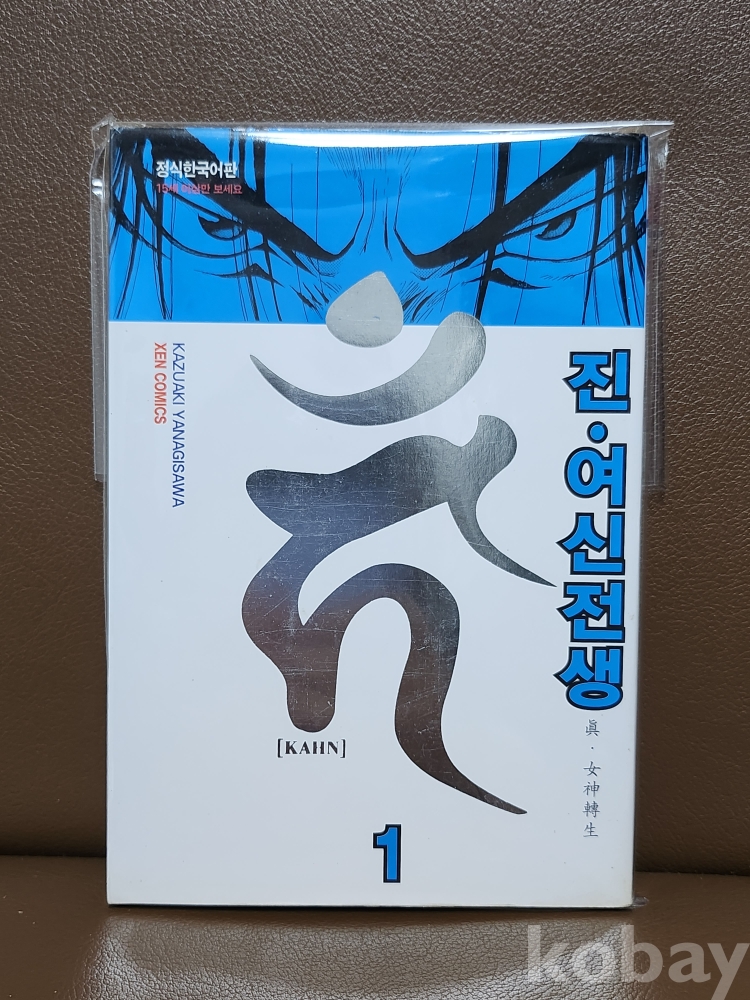 정식한국어판
15세 이상만 보세요
KAZUAKI YANAGISAWA
XEN COMICS
진·여신전생
眞·女神轉生
[KAHN]
1
kobay